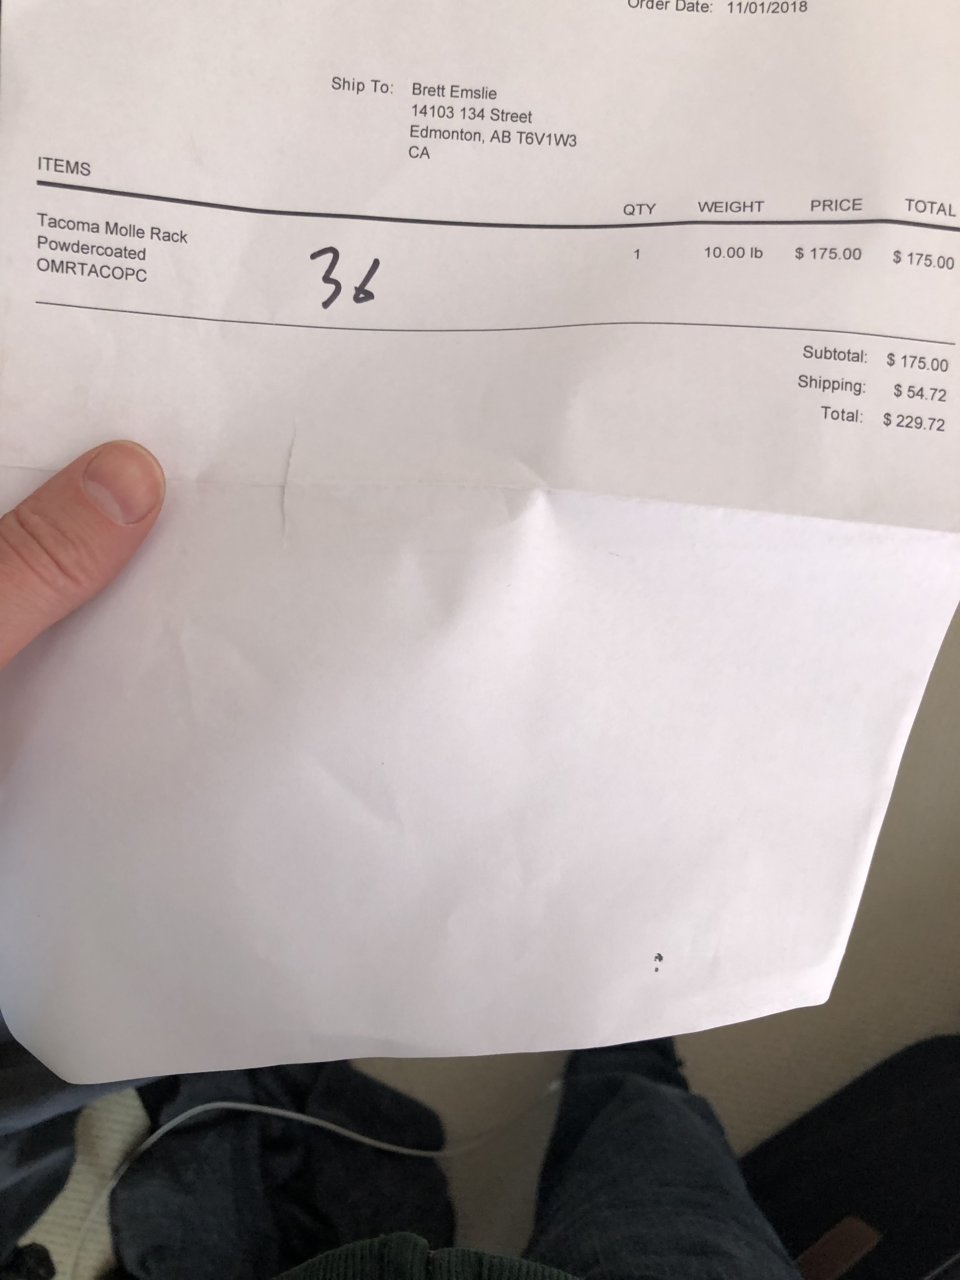 Order Date: 11/01/2018
Ship To: Brett Emslie
14103 134 Street
Edmonton, AB T6V1W3
CA
ITEMS QTY WEIGHT PRICE TOTAL
Tacoma Molle Rack 1 10.00 lb $ 175.00 $ 175.00
Powdercoated
OMRTACOPC
36
Subtotal: $ 175.00
Shipping: $ 54.72
Total: $ 229.72